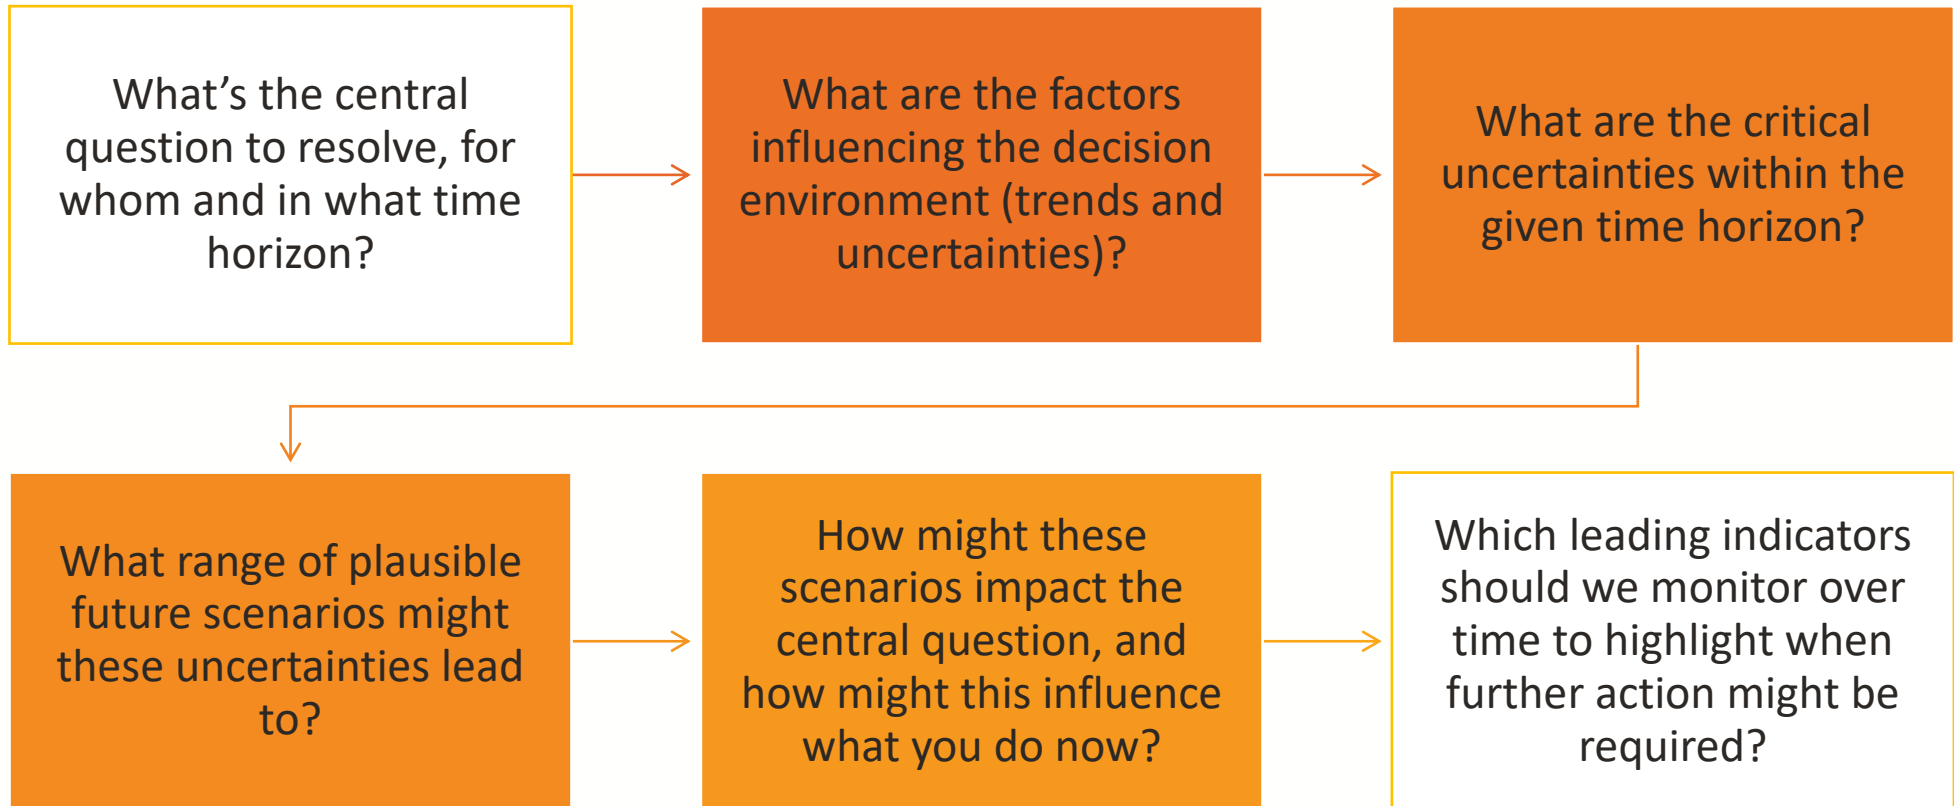 What’s the central
question to resolve, for
whom and in what time
horizon?
What are the factors
influencing the decision
environment (trends and
uncertainties)?
What are the critical
uncertainties within the
given time horizon?
What range of plausible
future scenarios might
these uncertainties lead
to?
How might these
scenarios impact the
central question, and
how might this influence
what you do now?
Which leading indicators
should we monitor over
time to highlight when
further action might be
required?